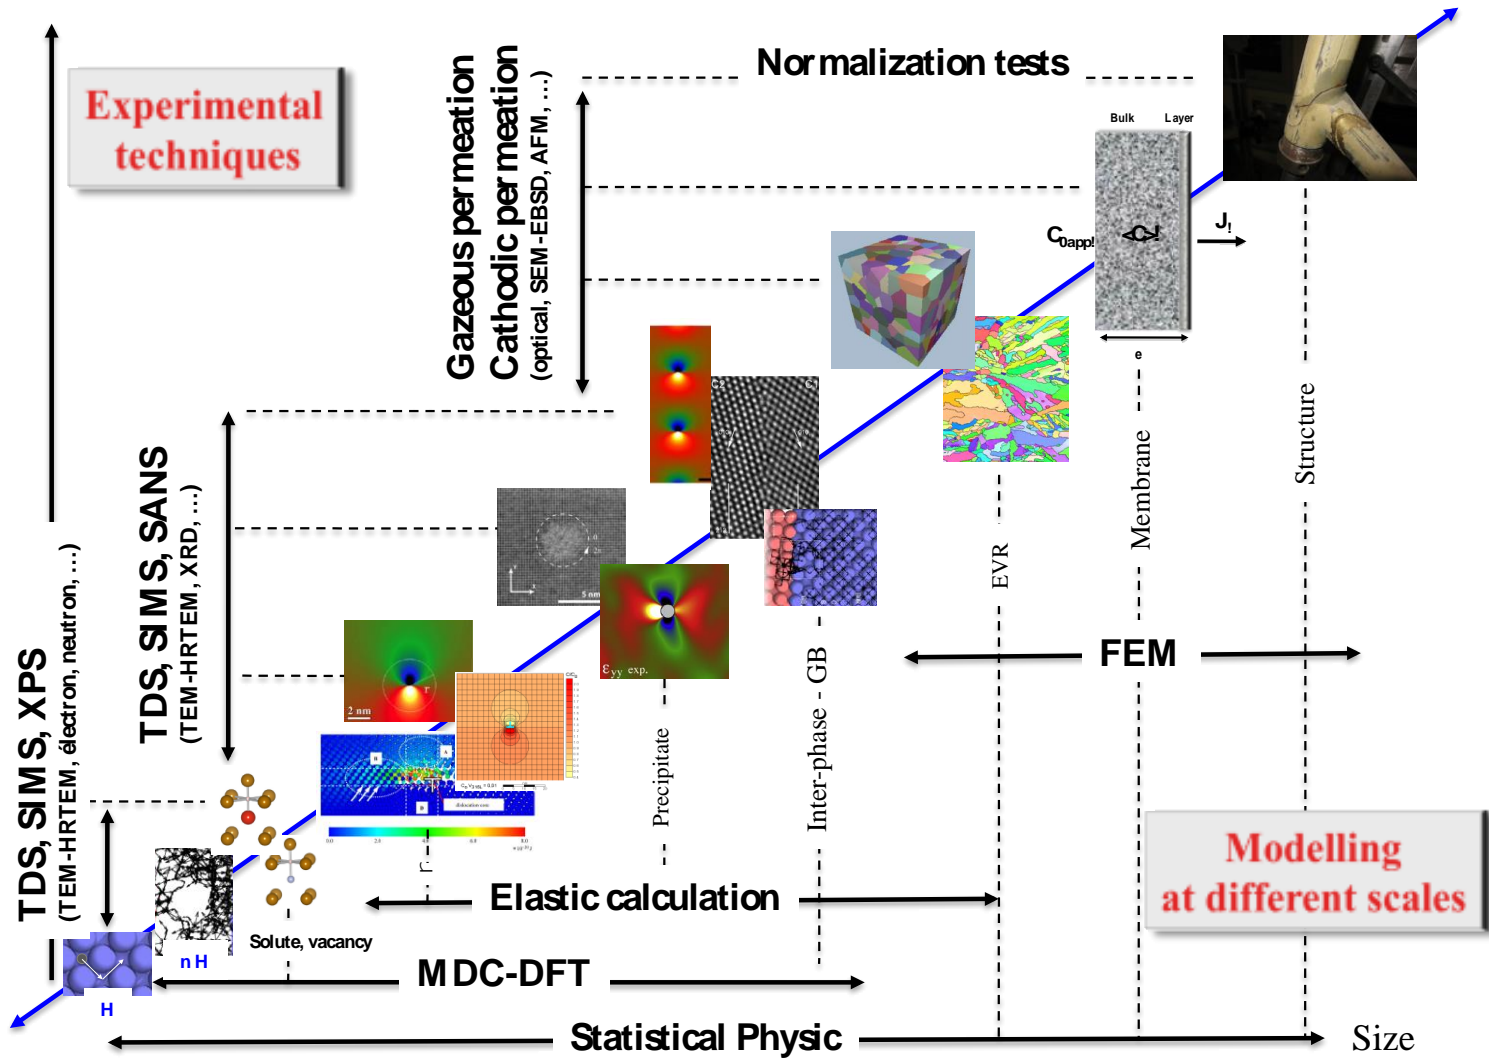 Experimental
techniques
Normalization tests
Gazeous permeation
Cathodic permeation
(optical, SEM-EBSD, AFM, ...)
Bulk
Layer
C0app!
<C>!
J!
e
TDS, SIMS, SANS
(TEM-HRTEM, XRD, ...)
TDS, SIMS, XPS
(TEM-HRTEM, électron, neutron, ...)
5 nm
εyy exp.
2 nm
r
Precipitate
Inter-phase - GB
EVR
Membrane
Structure
FEM
Elastic calculation
Solute, vacancy
n H
H
MDC-DFT
Statistical Physic
Size
Modelling
at different scales